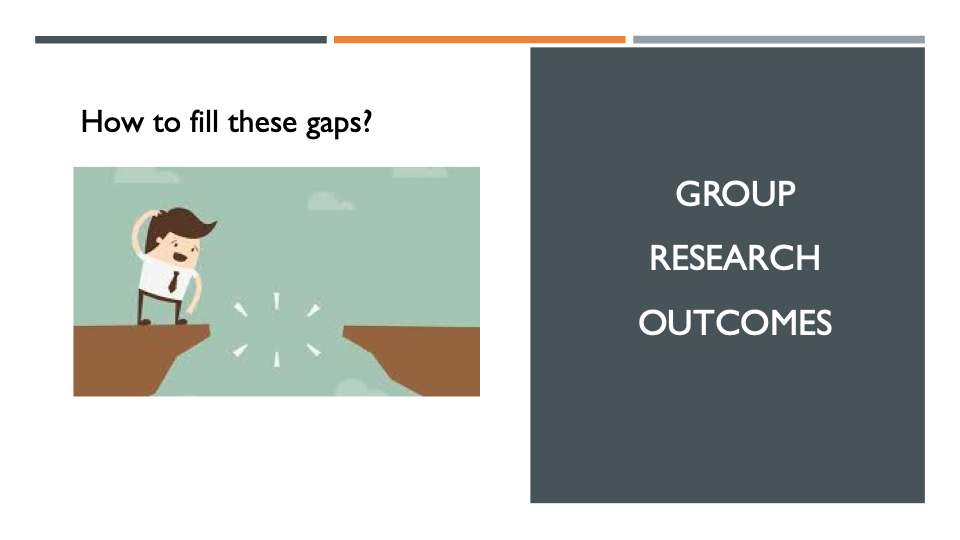 How to fill these gaps?
GROUP
RESEARCH
OUTCOMES